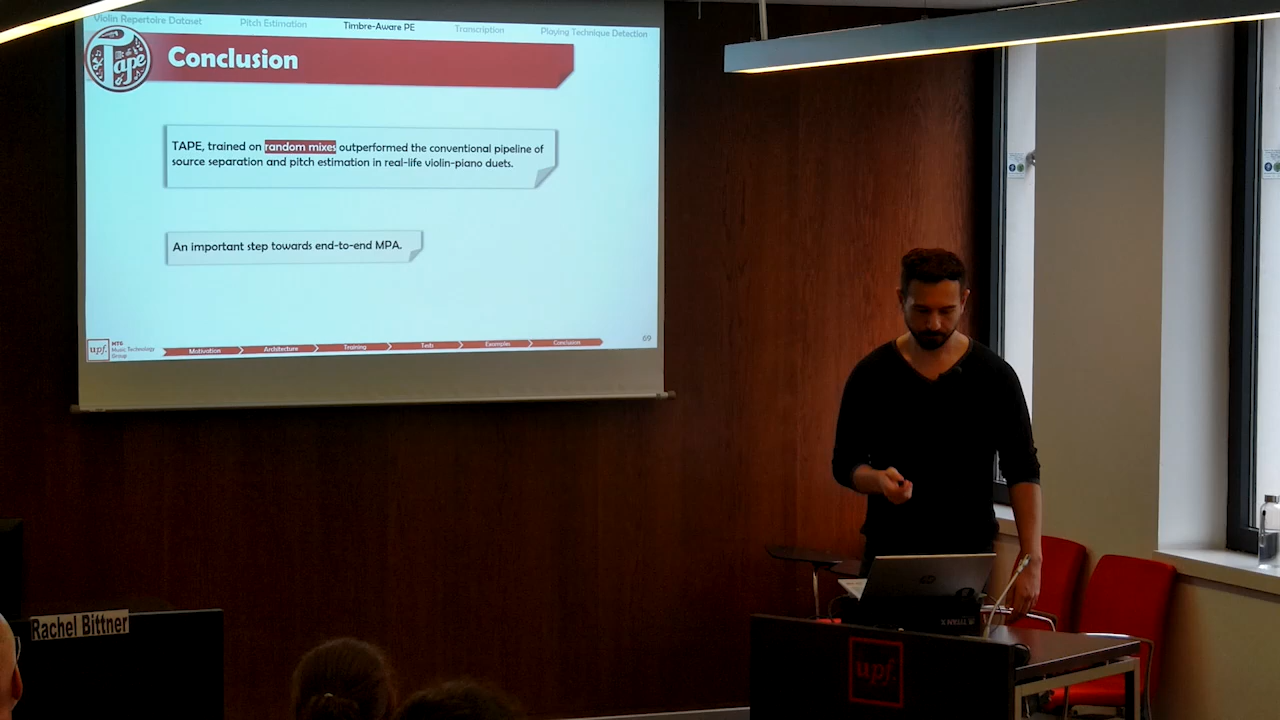 Violin Repertoire Dataset Pitch Estimation Timbre-Aware PE Transcription Playing Technique Detection
Tape
Conclusion
TAPE, trained on random mixes outperformed the conventional pipeline of
source separation and pitch estimation in real-life violin-piano duets.
An important step towards end-to-end MPA.
upf.
MTG
Music Technology
Group
Motivation Architecture Training Tests Examples Conclusion
69
Rachel Bittner
hp
TITAN X
upf.